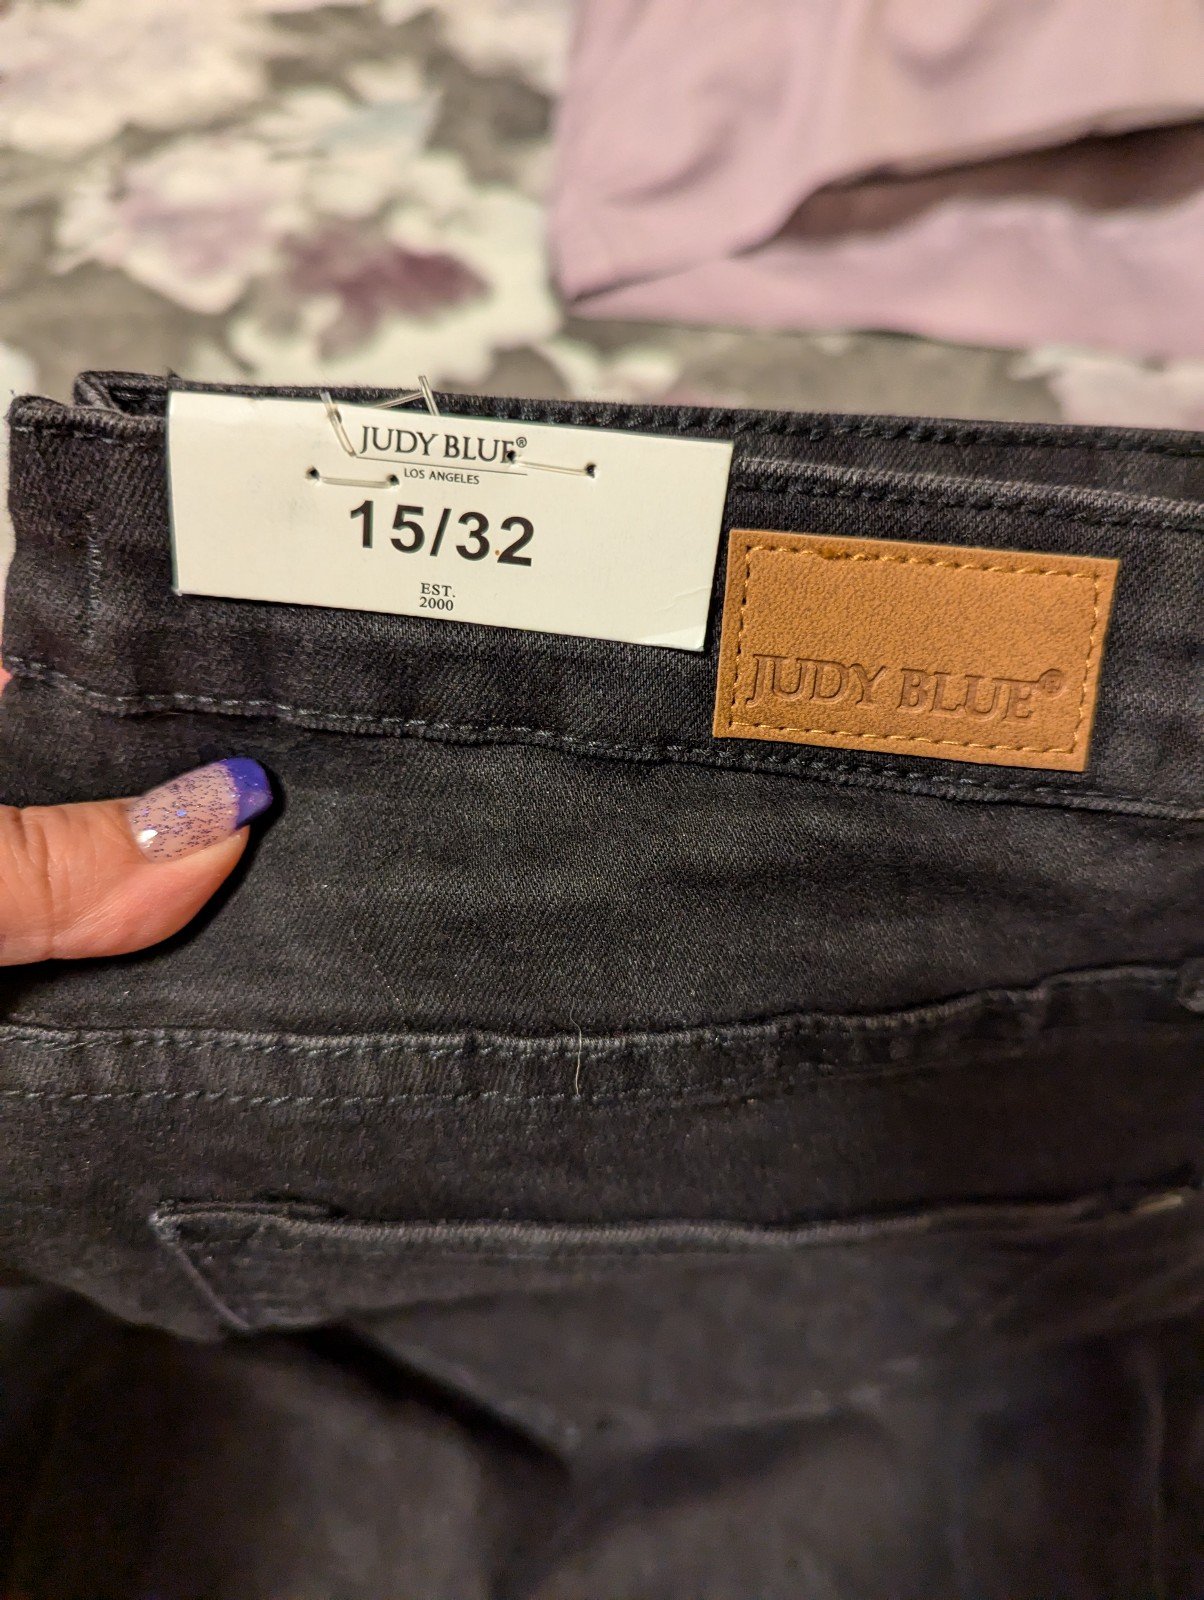 JUDY BLUE®
LOS ANGELES
15/32
EST.
2000
JUDY BLUE®